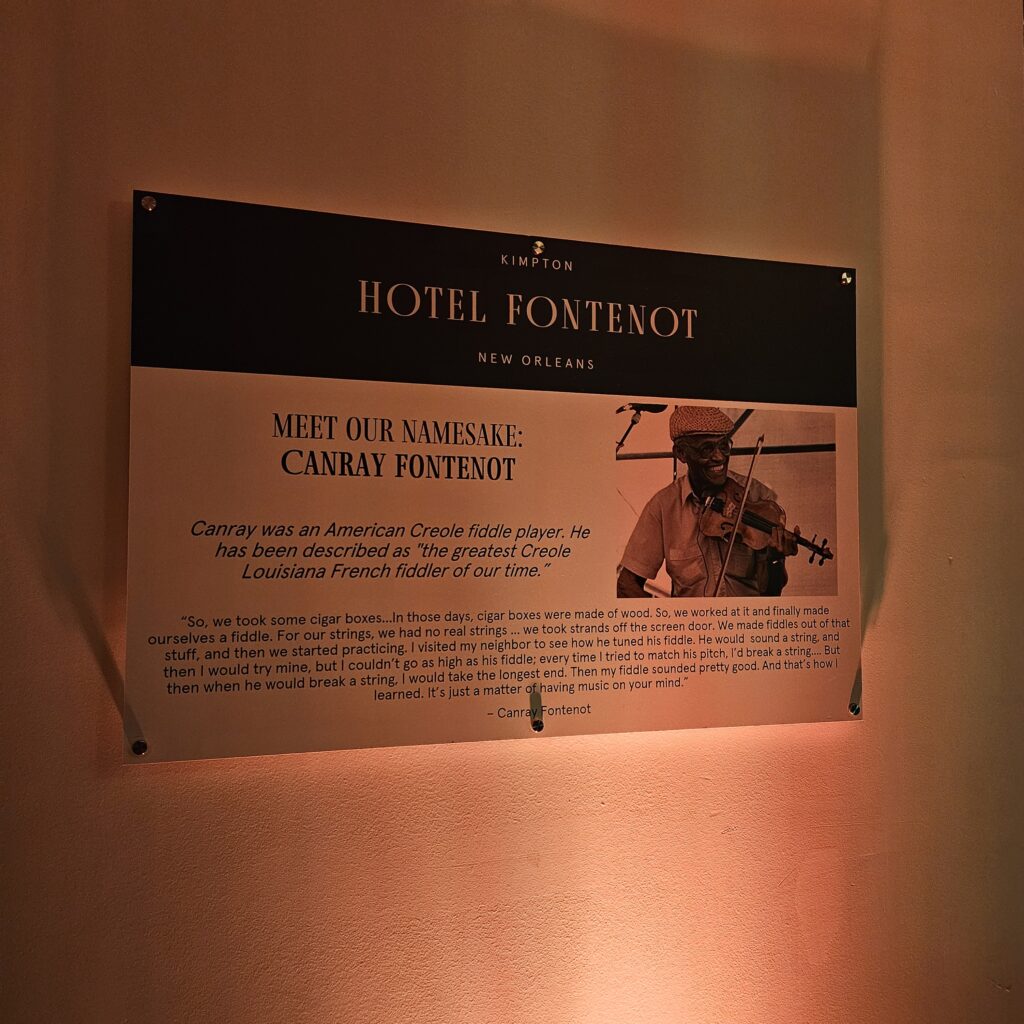 KIMPTON
HOTEL FONTENOT
NEW ORLEANS
MEET OUR NAMESAKE:
CANRAY FONTENOT
Canray was an American Creole fiddle player. He
has been described as "the greatest Creole
Louisiana French fiddler of our time.”
“So, we took some cigar boxes...In those days, cigar boxes were made of wood. So, we worked at it and finally made
ourselves a fiddle. For our strings, we had no real strings ... we took strands off the screen door. We made fiddles out of that
stuff, and then we started practicing. I visited my neighbor to see how he tuned his fiddle. He would sound a string, and
then I would try mine, but I couldn’t go as high as his fiddle; every time I tried to match his pitch, I’d break a string.... But
then when he would break a string, I would take the longest end. Then my fiddle sounded pretty good. And that’s how I
learned. It’s just a matter of having music on your mind.”
– Canray Fontenot